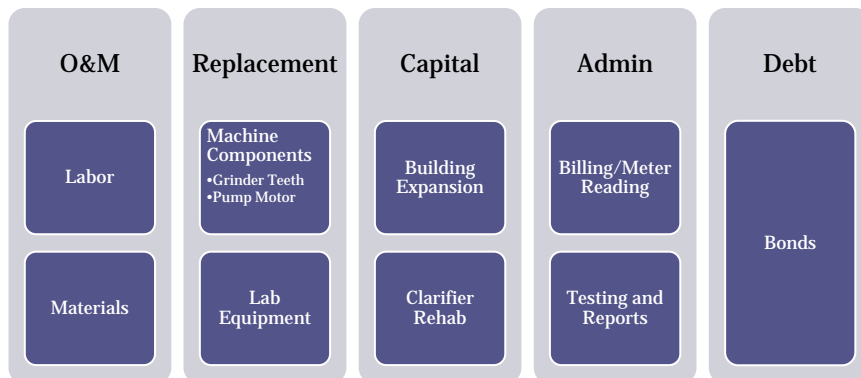 O&M
Labor
Materials
Replacement
Machine
Components
•Grinder Teeth
•Pump Motor
Lab
Equipment
Capital
Building
Expansion
Clarifier
Rehab
Admin
Billing/Meter
Reading
Testing and
Reports
Debt
Bonds